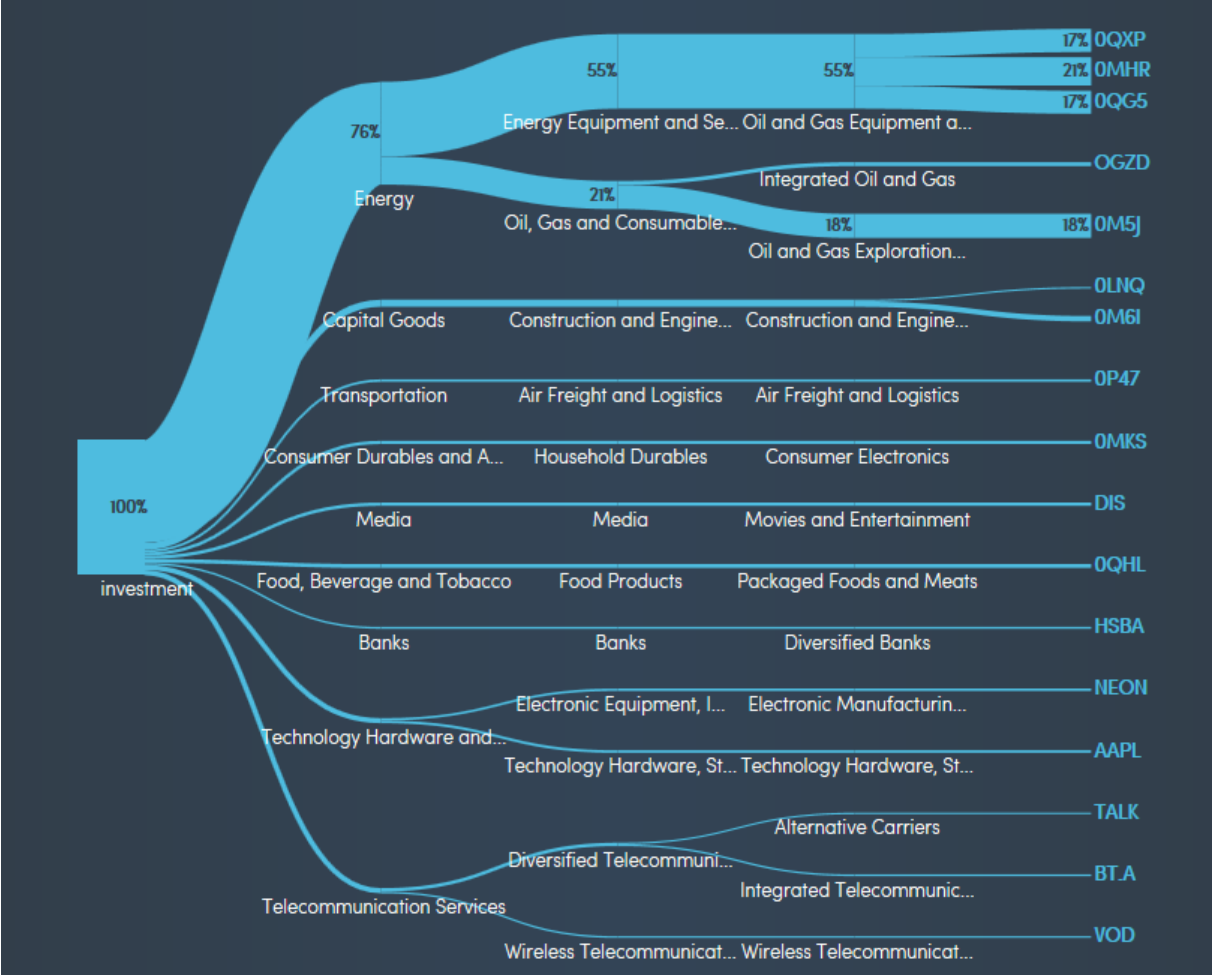 17% 0QXP
55% 55% 21% 0MHR
17% 0QG5
Energy Equipment and Se... Oil and Gas Equipment a...
76%
OGZD
Integrated Oil and Gas
Energy
21%
Oil, Gas and Consumable... 18% 18% 0M5J
Oil and Gas Exploration...
0LNQ
Capital Goods Construction and Engine... Construction and Engine... 0M6I
0P47
Transportation Air Freight and Logistics Air Freight and Logistics
0MKS
Consumer Durables and A... Household Durables Consumer Electronics
100%
DIS
Media Media Movies and Entertainment
0QHL
investment Food, Beverage and Tobacco Food Products Packaged Foods and Meats
HSBA
Banks Banks Diversified Banks
NEON
Electronic Equipment, I... Electronic Manufacturin...
Technology Hardware and...
AAPL
Technology Hardware, St... Technology Hardware, St...
TALK
Alternative Carriers
Diversified Telecommuni...
BT.A
Integrated Telecommunic...
Telecommunication Services
VOD
Wireless Telecommunicat... Wireless Telecommunicat...